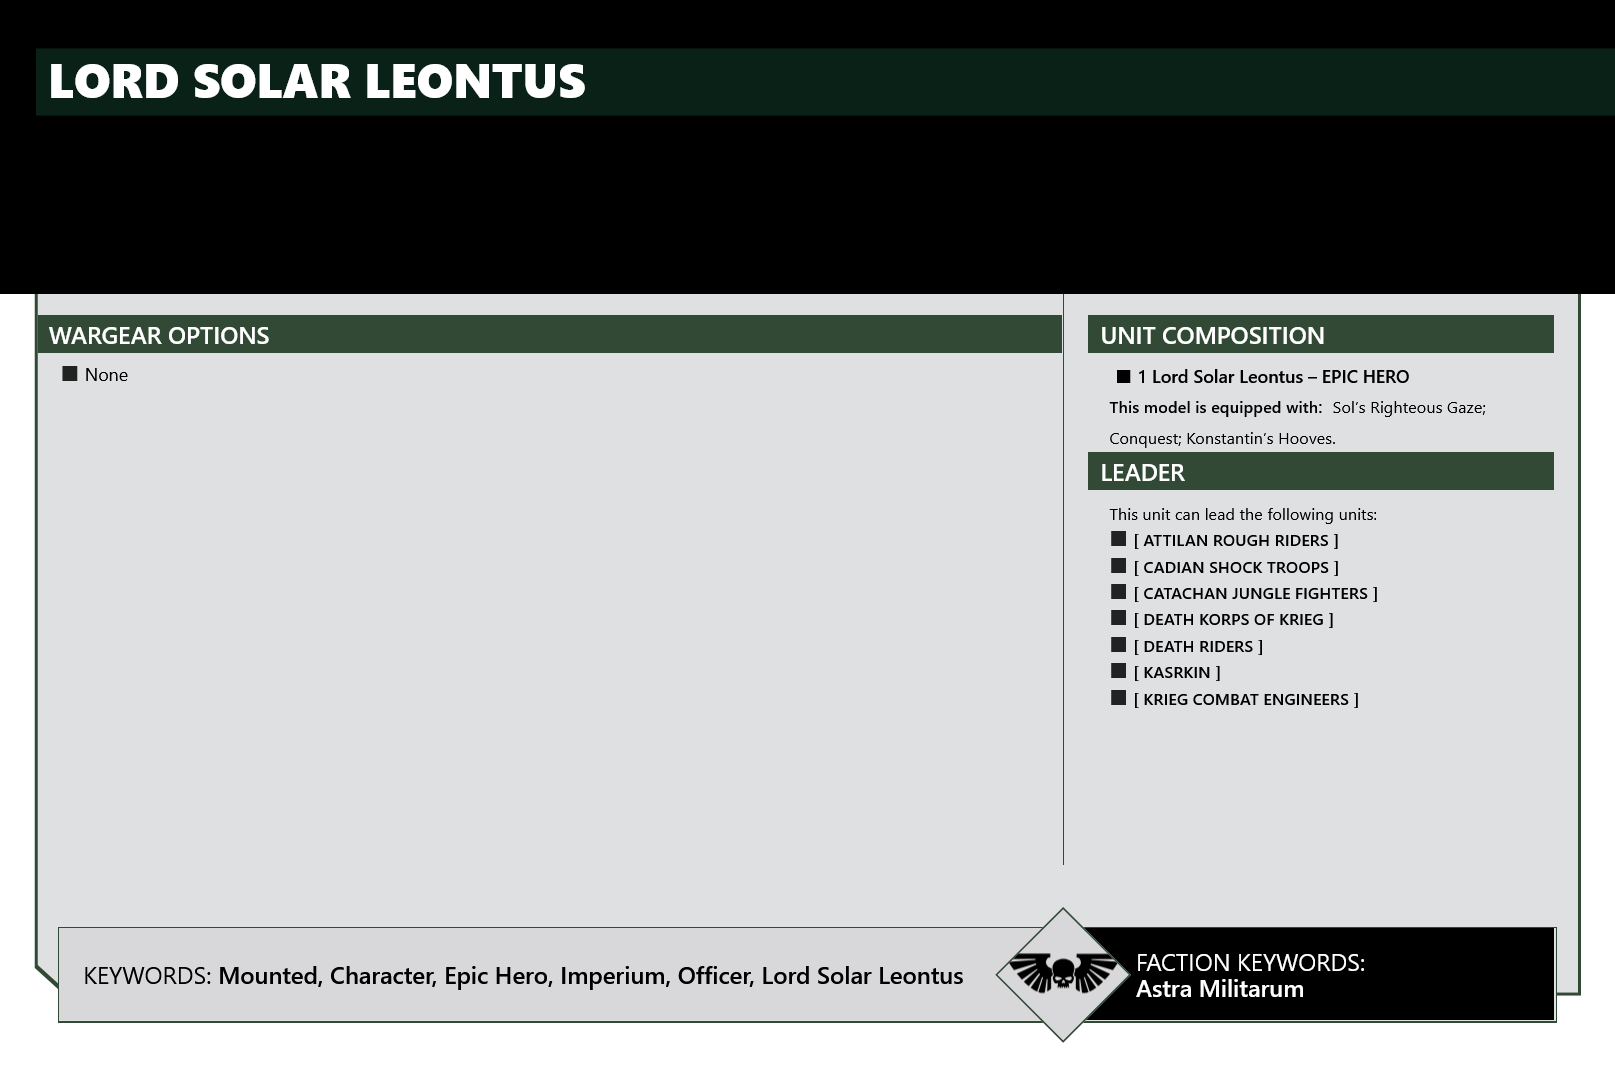 LORD SOLAR LEONTUS
WARGEAR OPTIONS
None
UNIT COMPOSITION
1 Lord Solar Leontus – EPIC HERO
This model is equipped with: Sol’s Righteous Gaze;
Conquest; Konstantin’s Hooves.
LEADER
This unit can lead the following units:
[ ATTILAN ROUGH RIDERS ]
[ CADIAN SHOCK TROOPS ]
[ CATACHAN JUNGLE FIGHTERS ]
[ DEATH KORPS OF KRIEG ]
[ DEATH RIDERS ]
[ KASRKIN ]
[ KRIEG COMBAT ENGINEERS ]
KEYWORDS: Mounted, Character, Epic Hero, Imperium, Officer, Lord Solar Leontus
FACTION KEYWORDS:
Astra Militarum